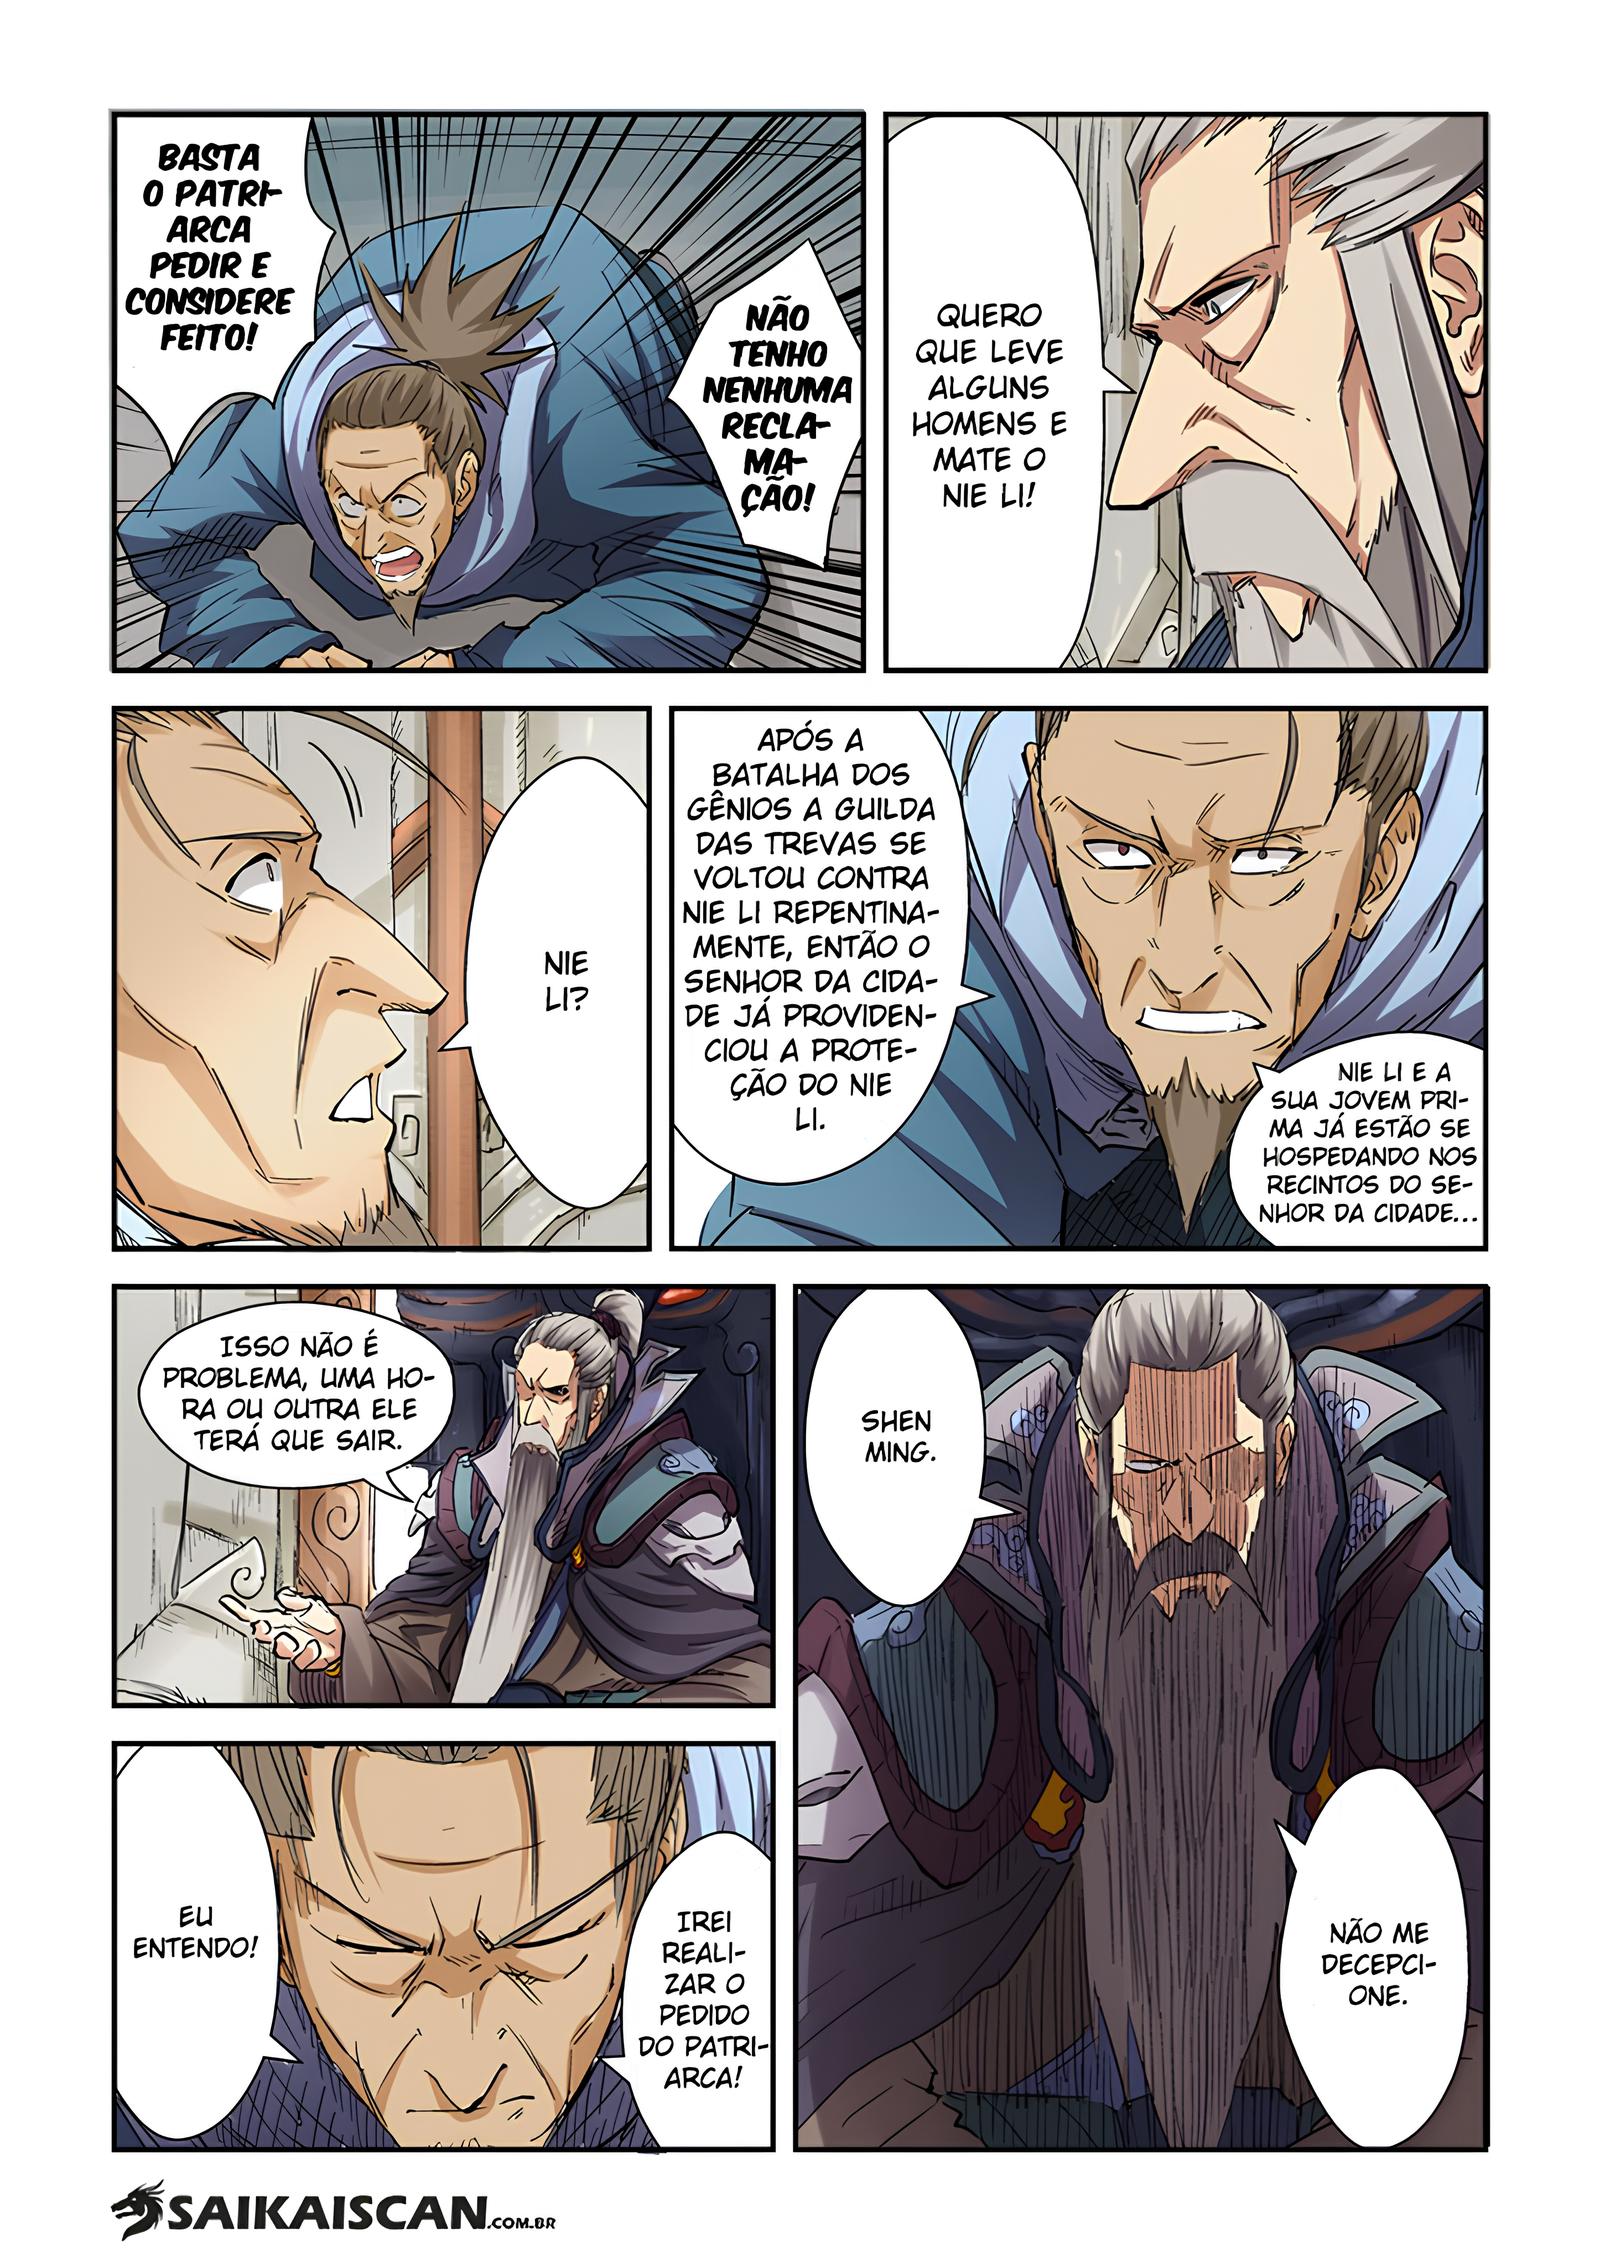 BASTA
O PATRI-
ARCA
PEDIR E
CONSIDERE
FEITO!
NÃO
TENHO
NENHUMA
RECLA-
MA-
ÇÃO!
QUERO
QUE LEVE
ALGUNS
HOMENS E
MATE O
NIE LI!
NIE
LI?
APÓS A
BATALHA DOS
GÊNIOS A GUILDA
DAS TREVAS SE
VOLTOU CONTRA
NIE LI REPENTINA-
MENTE, ENTÃO O
SENHOR DA CIDA-
DE JÁ PROVIDEN-
CIOU A PROTE-
ÇÃO DO NIE
LI.
NIE LI E A
SUA JOVEM PRI-
MA JÁ ESTÃO SE
HOSPEDANDO NOS
RECINTOS DO SE-
NHOR DA CIDADE...
ISSO NÃO É
PROBLEMA, UMA HO-
RA OU OUTRA ELE
TERÁ QUE SAIR.
SHEN
MING.
NÃO ME
DECEPCI-
ONE.
EU
ENTENDO!
IREI
REALI-
ZAR O
PEDIDO
DO PATRI-
ARCA!
SAIKAISCAN.COM.BR